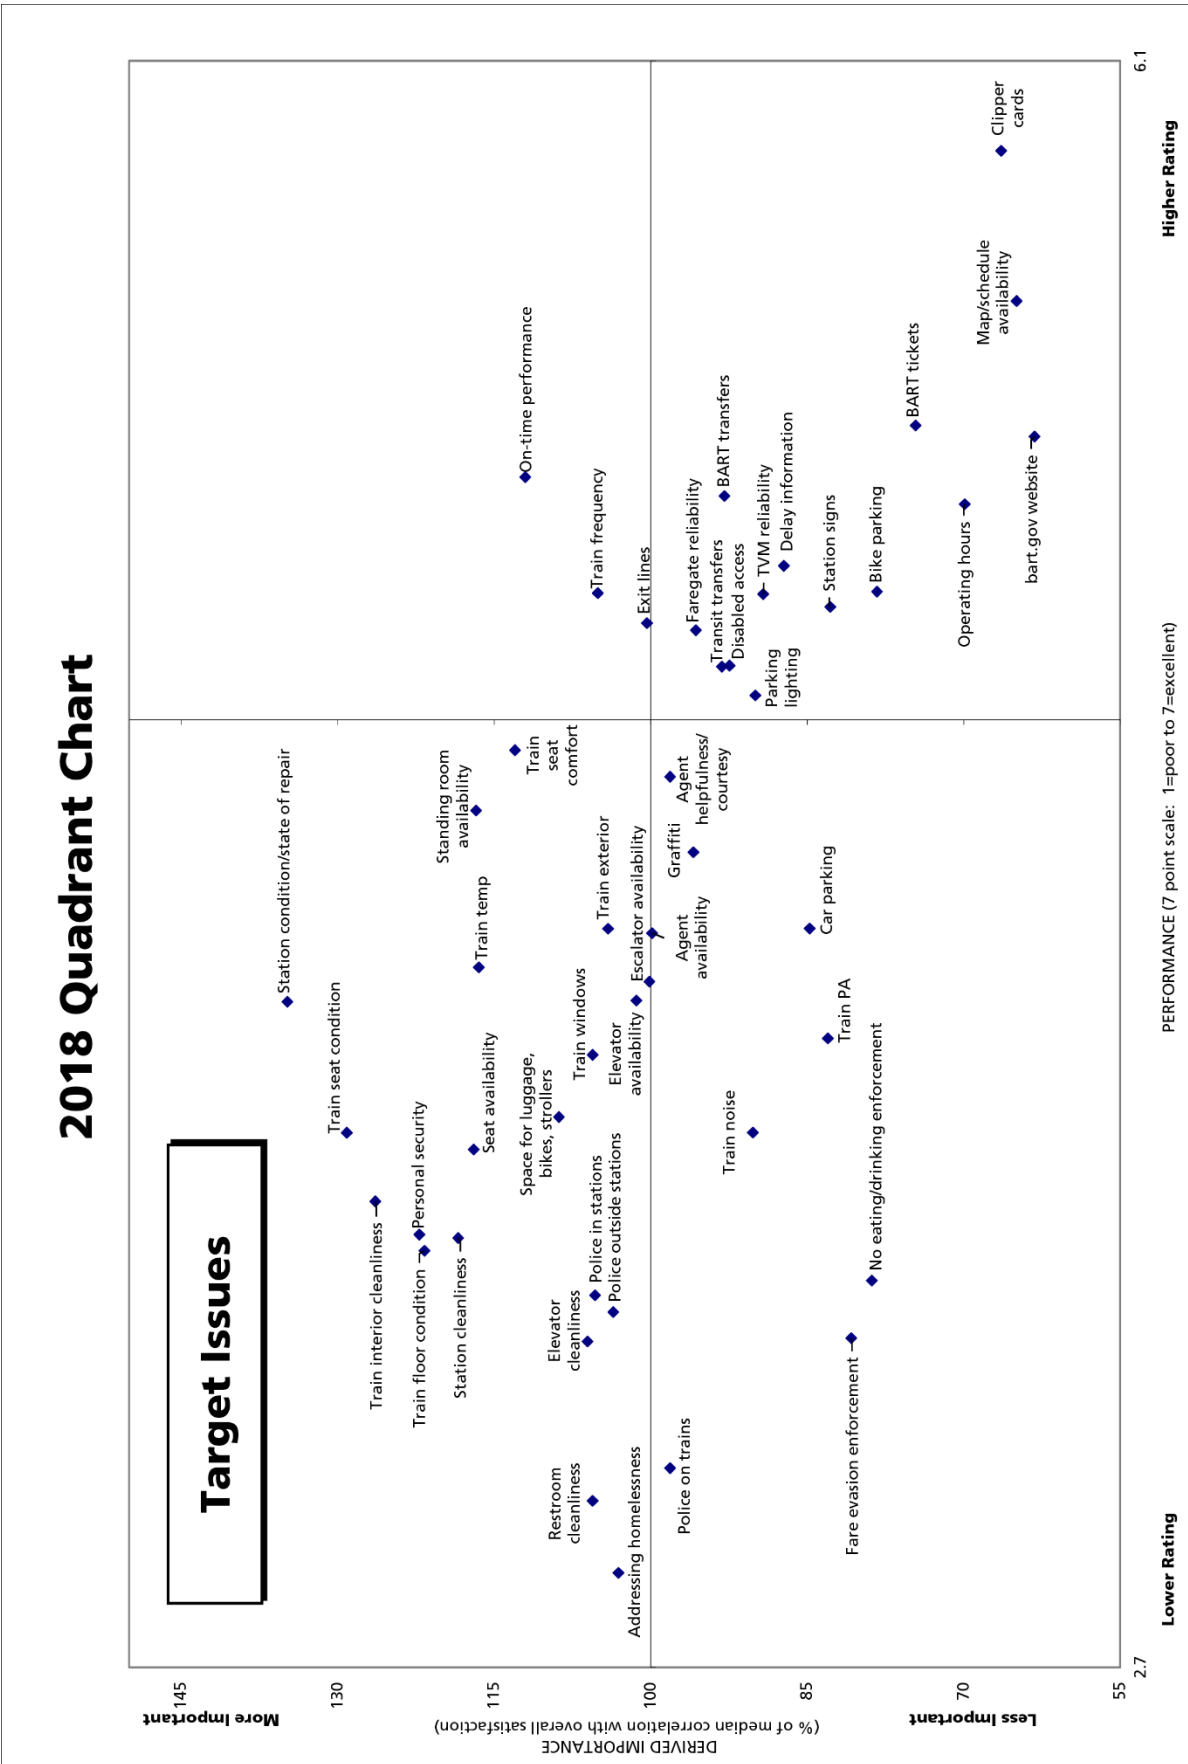 2018 Quadrant Chart
Target Issues
Station condition/state of repair
Train seat condition
Train interior cleanliness
Personal security
Train floor condition
Station cleanliness
Seat availability
Train temp
Standing room
availability
Train
seat
comfort
Space for luggage,
bikes, strollers
Train windows
Train exterior
Elevator
availability
Escalator availability
Agent
availability
Police in stations
Police outside stations
Elevator
cleanliness
Restroom
cleanliness
Addressing homelessness
On-time performance
Train frequency
Exit lines
Police on trains
Train noise
Graffiti
Agent
helpfulness/
courtesy
Car parking
Train PA
No eating/drinking enforcement
Fare evasion enforcement
Faregate reliability
Transit transfers
Disabled access
BART transfers
Parking
lighting
TVM reliability
Delay information
Station signs
Bike parking
BART tickets
Operating hours
bart.gov website
Map/schedule
availability
Clipper
cards
More Important
145
130
115
100
85
70
55
Less Important
DERIVED IMPORTANCE
(% of median correlation with overall satisfaction)
2.7
6.1
Lower Rating
PERFORMANCE (7 point scale: 1=poor to 7=excellent)
Higher Rating